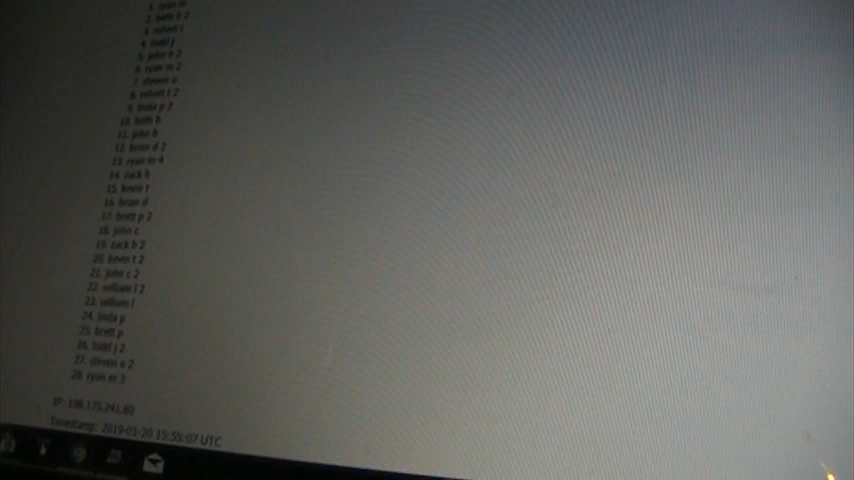 1. ryan m
2. beth b 2
3. robert t
4. todd j
5. john b 2
6. ryan m 2
7. steven o
8. robert t 2
9. linda p 2
10. beth b
11. john b
12. brian d 2
13. ryan m 4
14. zack b
15. kevin t
16. brian d
17. brett p 2
18. john c
19. zack b 2
20. kevin t 2
21. john c 2
22. william l 2
23. william l
24. linda p
25. brett p
26. todd j 2
27. steven o 2
28. ryan m 3
IP: 108.175.241.60
Timestamp: 2019-01-20 15:55:07 UTC